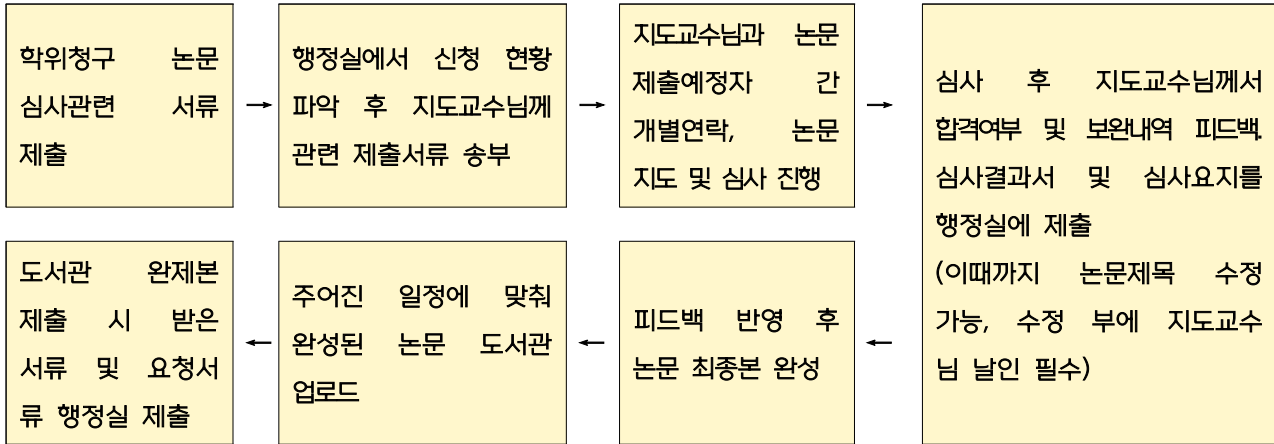 학위청구 논문
심사관련 서류
제출
행정실에서 신청 현황
파악 후 지도교수님께
관련 제출서류 송부
지도교수님과 논문
제출예정자 간
개별연락, 논문
지도 및 심사 진행
심사 후 지도교수님께서
합격여부 및 보완내역 피드백.
심사결과서 및 심사요지를
행정실에 제출
(이때까지 논문제목 수정
가능, 수정 부에 지도교수
님 날인 필수)
피드백 반영 후
논문 최종본 완성
주어진 일정에 맞춰
완성된 논문 도서관
업로드
도서관 완제본
제출 시 받은
서류 및 요청서
류 행정실 제출